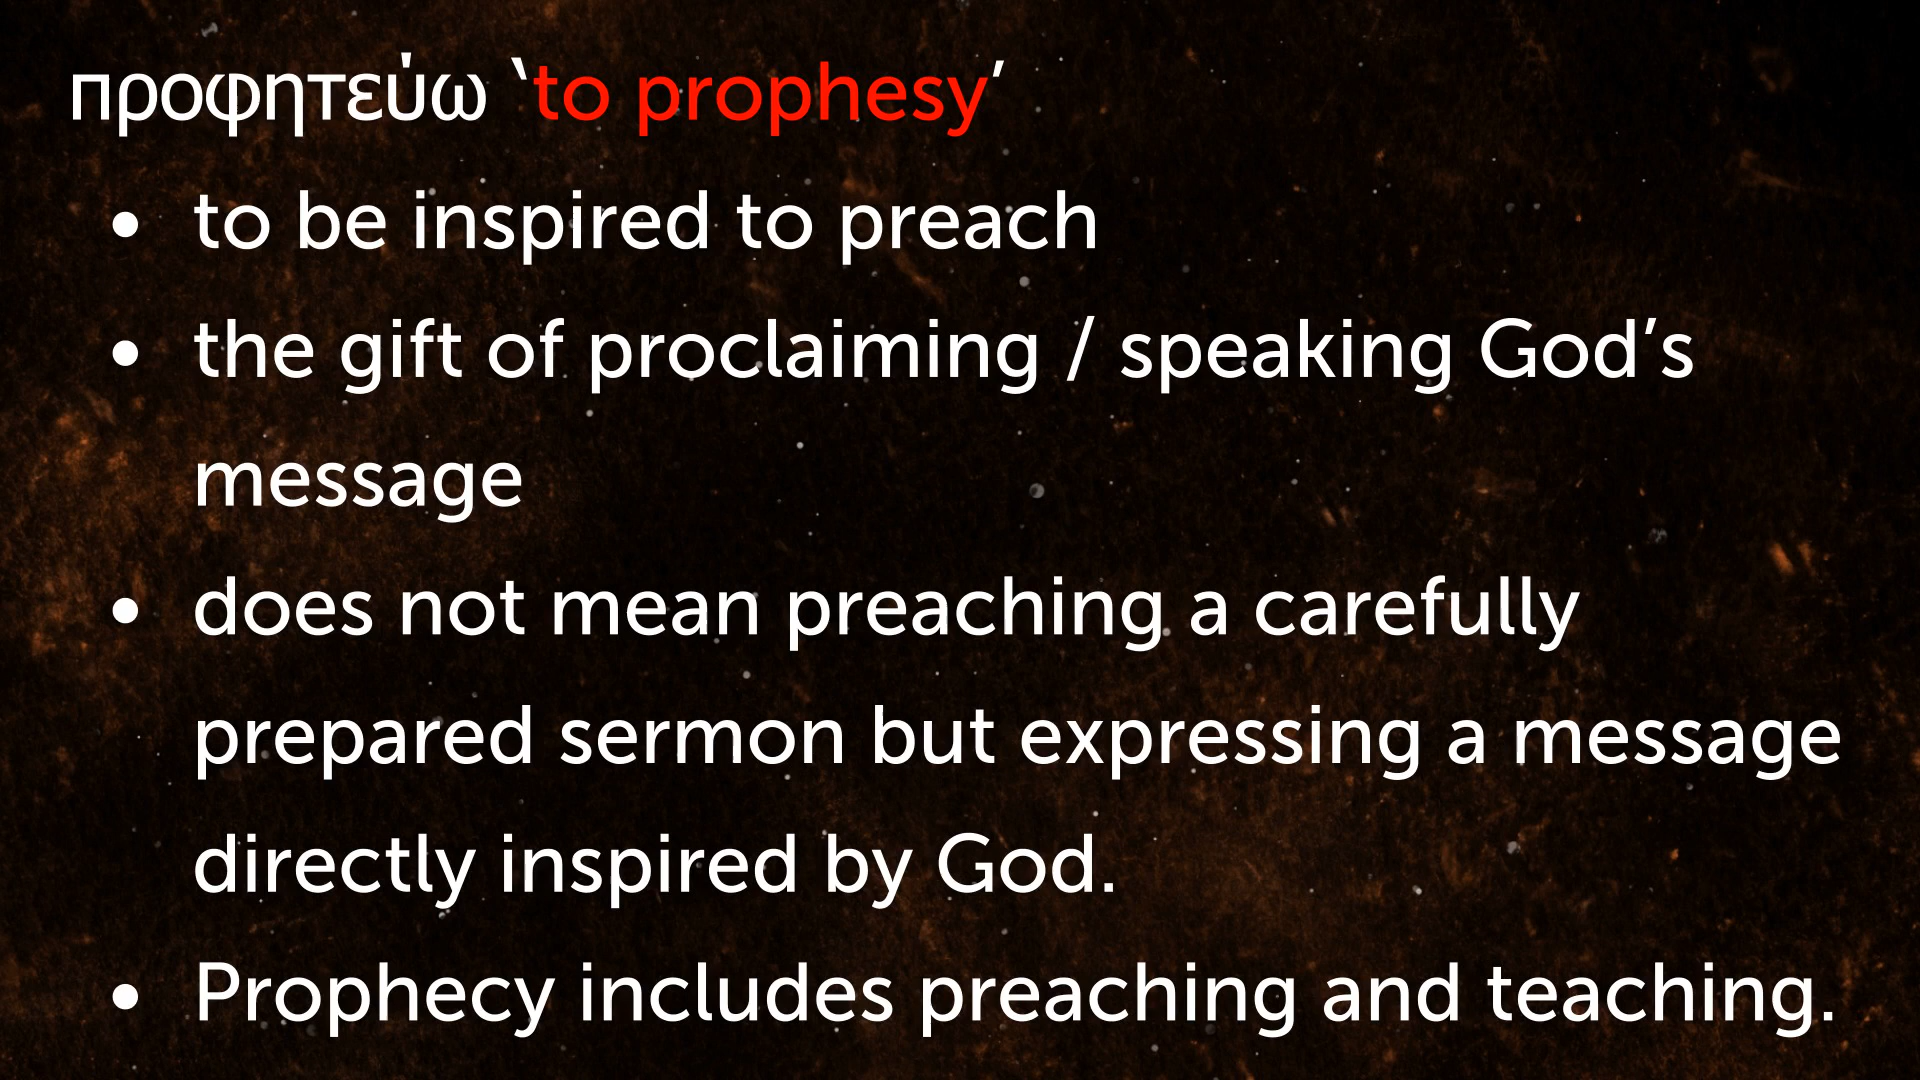 προφητεύω ‘to prophesy’
• to be inspired to preach
• the gift of proclaiming / speaking God’s
message
• does not mean preaching a carefully
prepared sermon but expressing a message
directly inspired by God.
• Prophecy includes preaching and teaching.